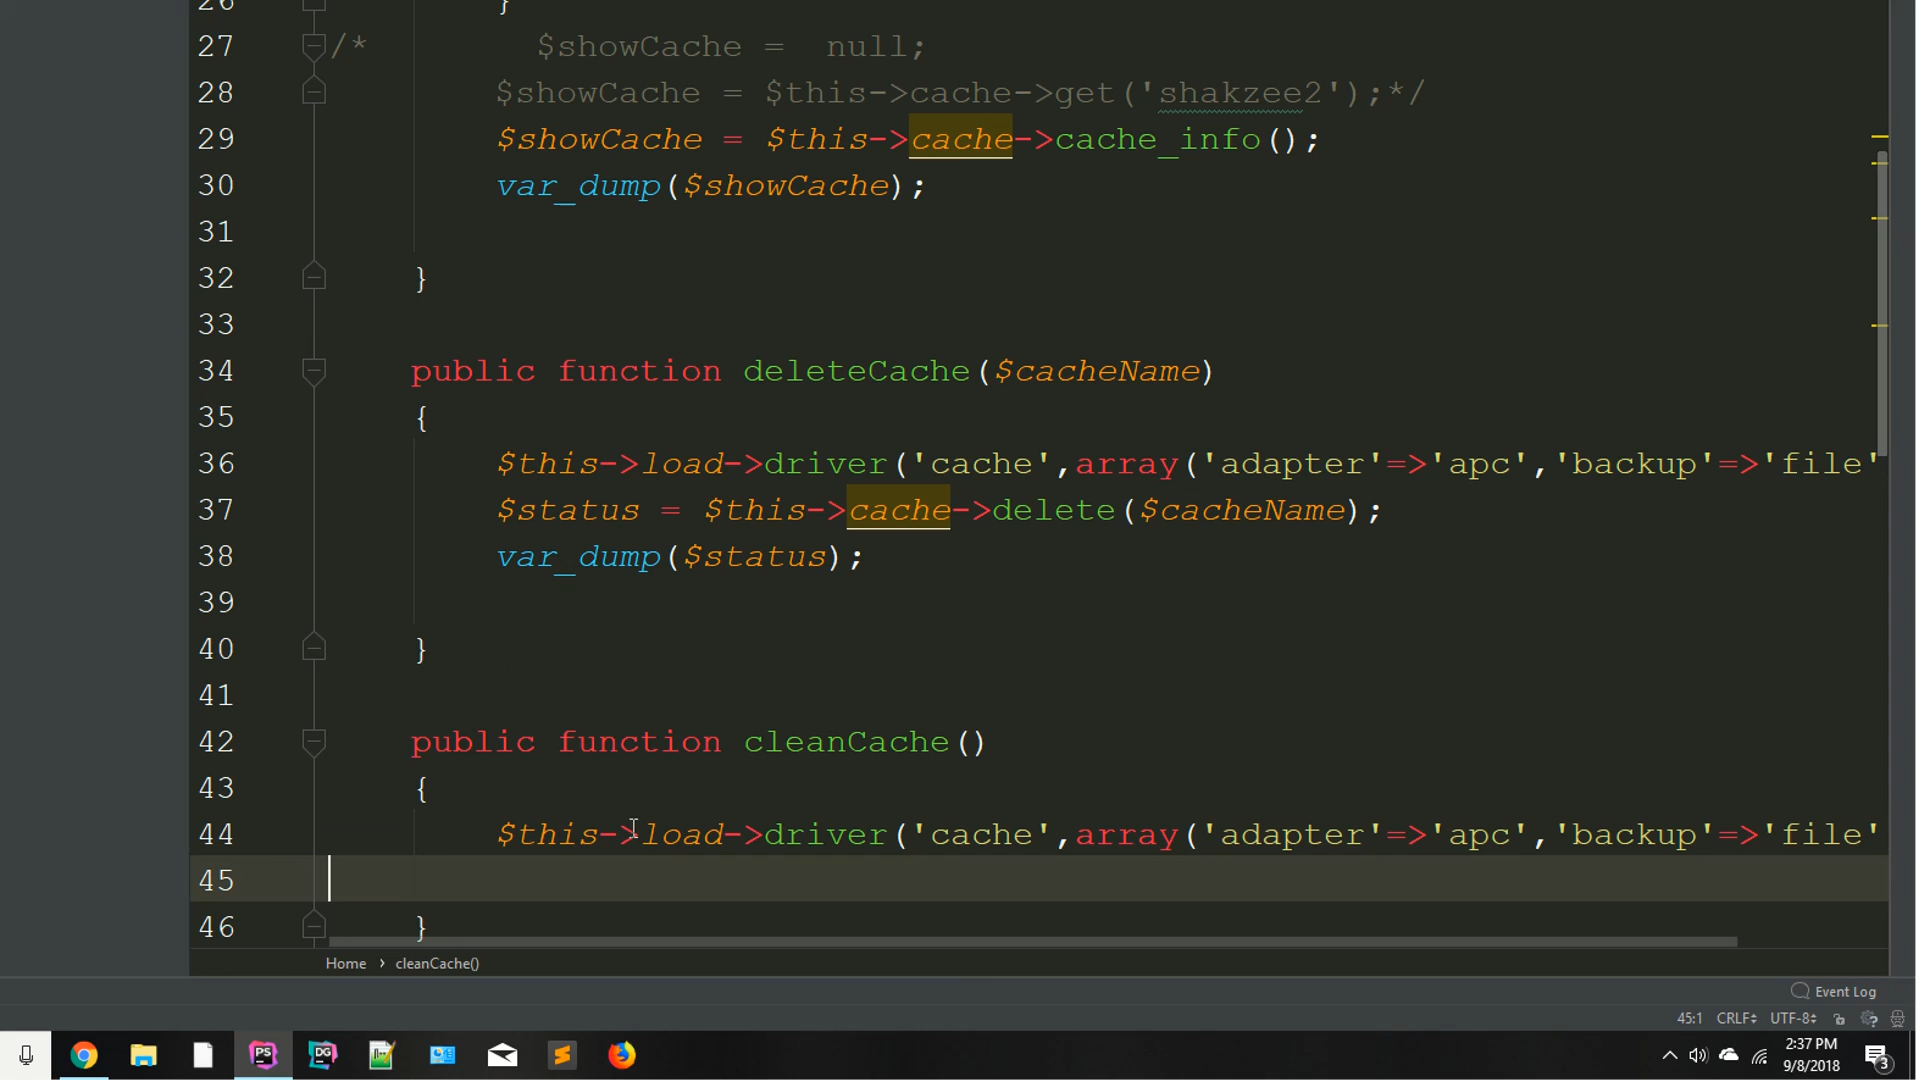 26 }
27 /* $showCache = null;
28 $showCache = $this->cache->get('shakzee2');*/
29 $showCache = $this->cache->cache_info();
30 var_dump($showCache);
31
32 }
33
34 public function deleteCache($cacheName)
35 {
36 $this->load->driver('cache',array('adapter'=>'apc','backup'=>'file'
37 $status = $this->cache->delete($cacheName);
38 var_dump($status);
39
40 }
41
42 public function cleanCache()
43 {
44 $this->load->driver('cache',array('adapter'=>'apc','backup'=>'file'
45
46 }
Home › cleanCache()
Event Log
45:1 CRLF UTF-8
PS DG
2:37 PM
9/8/2018
3